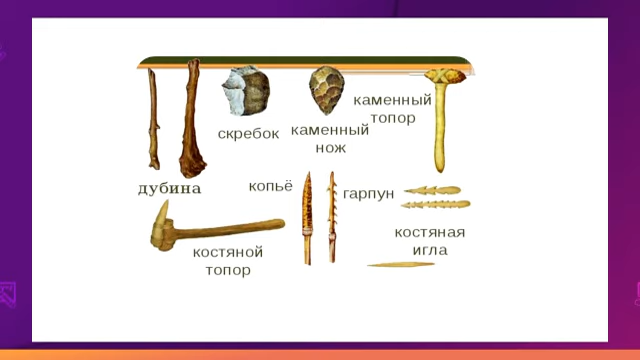 каменный
топор
скребок
каменный
нож
дубина
копьё
гарпун
костяная
игла
костяной
топор